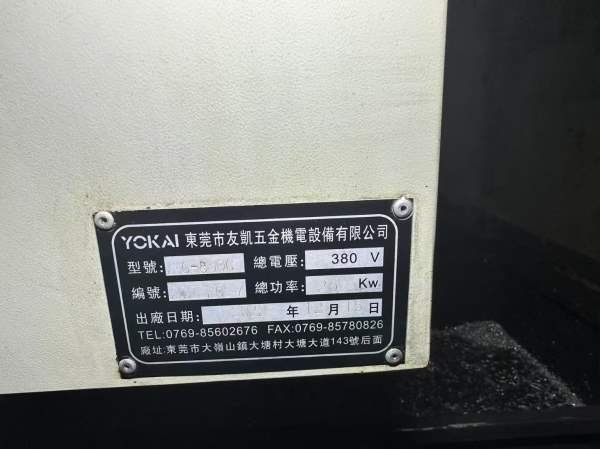 YOKAI 東莞市友凱五金機電設備有限公司
型號: 總電壓: 380 V
編號: 總功率: Kw
出廠日期: 年 月 日
TEL:0769-85602676 FAX:0769-85780826
廠址:東莞市大嶺山鎮大塘村大塘大道143號后面